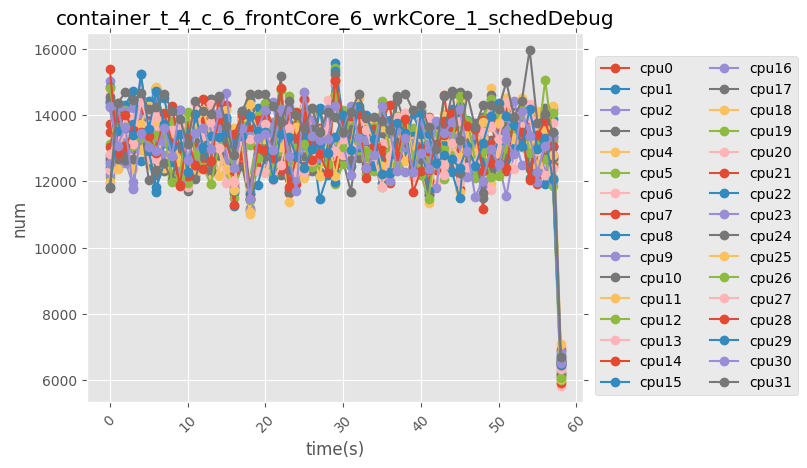 container_t_4_c_6_frontCore_6_wrkCore_1_schedDebug
16000
14000
12000
10000
8000
6000
num
0
10
20
30
40
50
60
time(s)
cpu0
cpu1
cpu2
cpu3
cpu4
cpu5
cpu6
cpu7
cpu8
cpu9
cpu10
cpu11
cpu12
cpu13
cpu14
cpu15
cpu16
cpu17
cpu18
cpu19
cpu20
cpu21
cpu22
cpu23
cpu24
cpu25
cpu26
cpu27
cpu28
cpu29
cpu30
cpu31